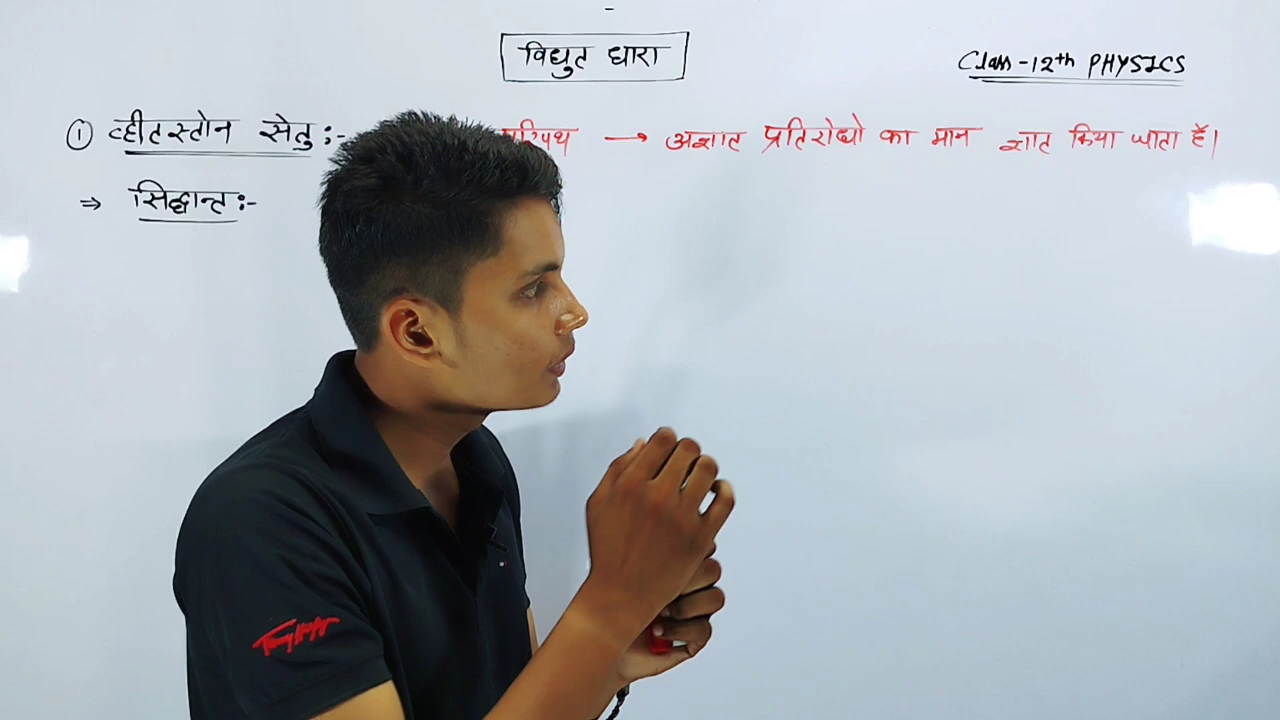 विद्युत धारा
Class-12th PHYSICS
① व्हीटस्टोन सेतु :- परिपथ → अज्ञात प्रतिरोधो का मान ज्ञात किया जाता है।
⇒ सिद्धान्त :-